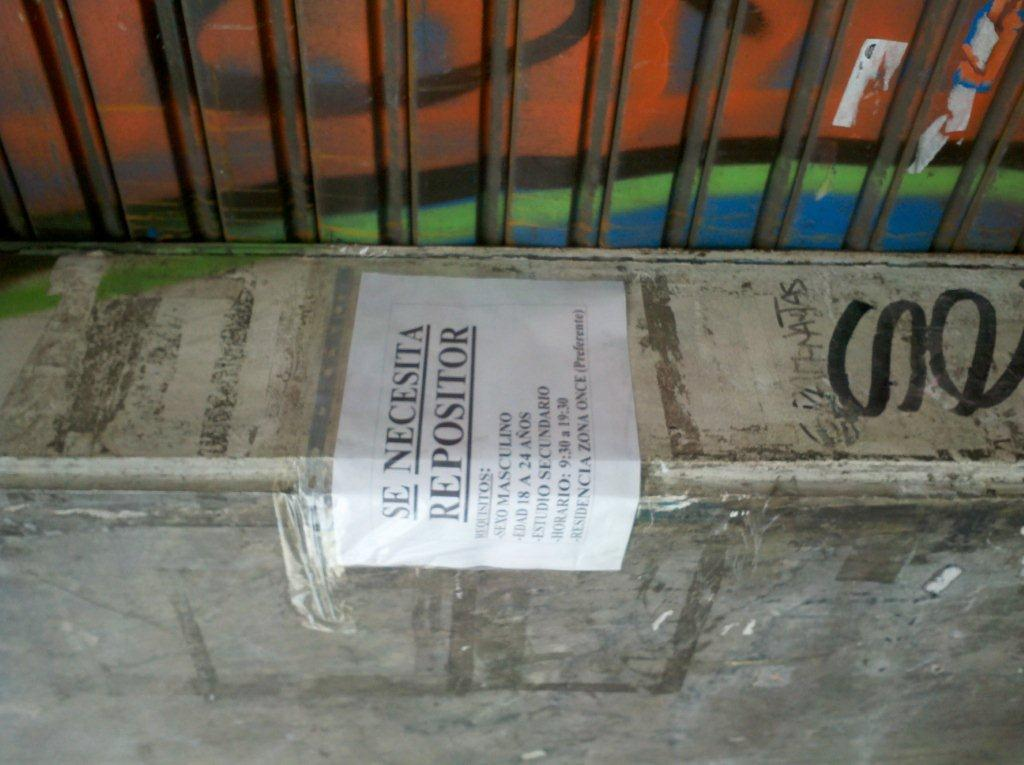 SE NECESITA
REPOSITOR
REQUISITOS:
-SEXO MASCULINO
-EDAD 18 A 24 AÑOS
-ESTUDIO SECUNDARIO
-HORARIO: 9:30 a 19:30
-RESIDENCIA ZONA ONCE (Preferente)